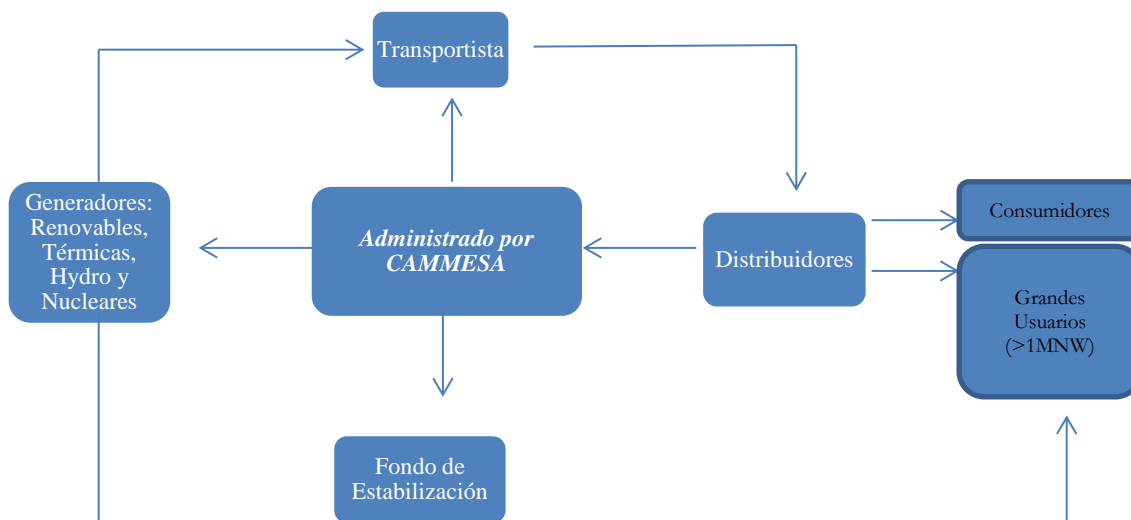 Transportista
Generadores:
Renovables,
Térmicas,
Hydro y
Nucleares
Administrado por
CAMMESA
Distribuidores
Consumidores
Grandes
Usuarios
(>1MNW)
Fondo de
Estabilización